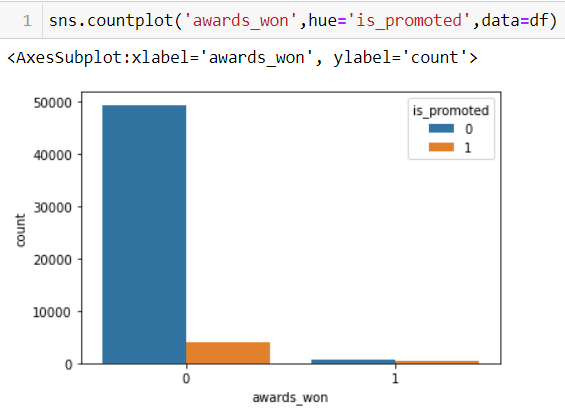 1 sns.countplot('awards_won',hue='is_promoted',data=df)
<AxesSubplot:xlabel='awards_won', ylabel='count'>
is_promoted
0
1
50000
40000
30000
20000
10000
0
count
0 1
awards_won